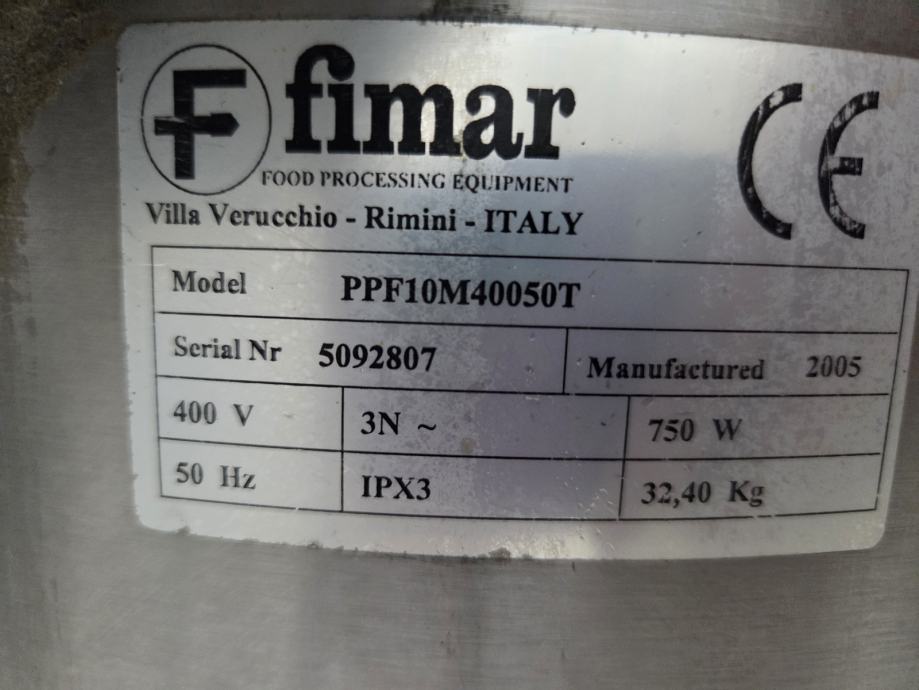 F fimar
FOOD PROCESSING EQUIPMENT
Villa Verucchio - Rimini - ITALY
CE
Model PPF10M40050T
Serial Nr 5092807 Manufactured 2005
400 V 3N ~ 750 W
50 Hz IPX3 32,40 Kg